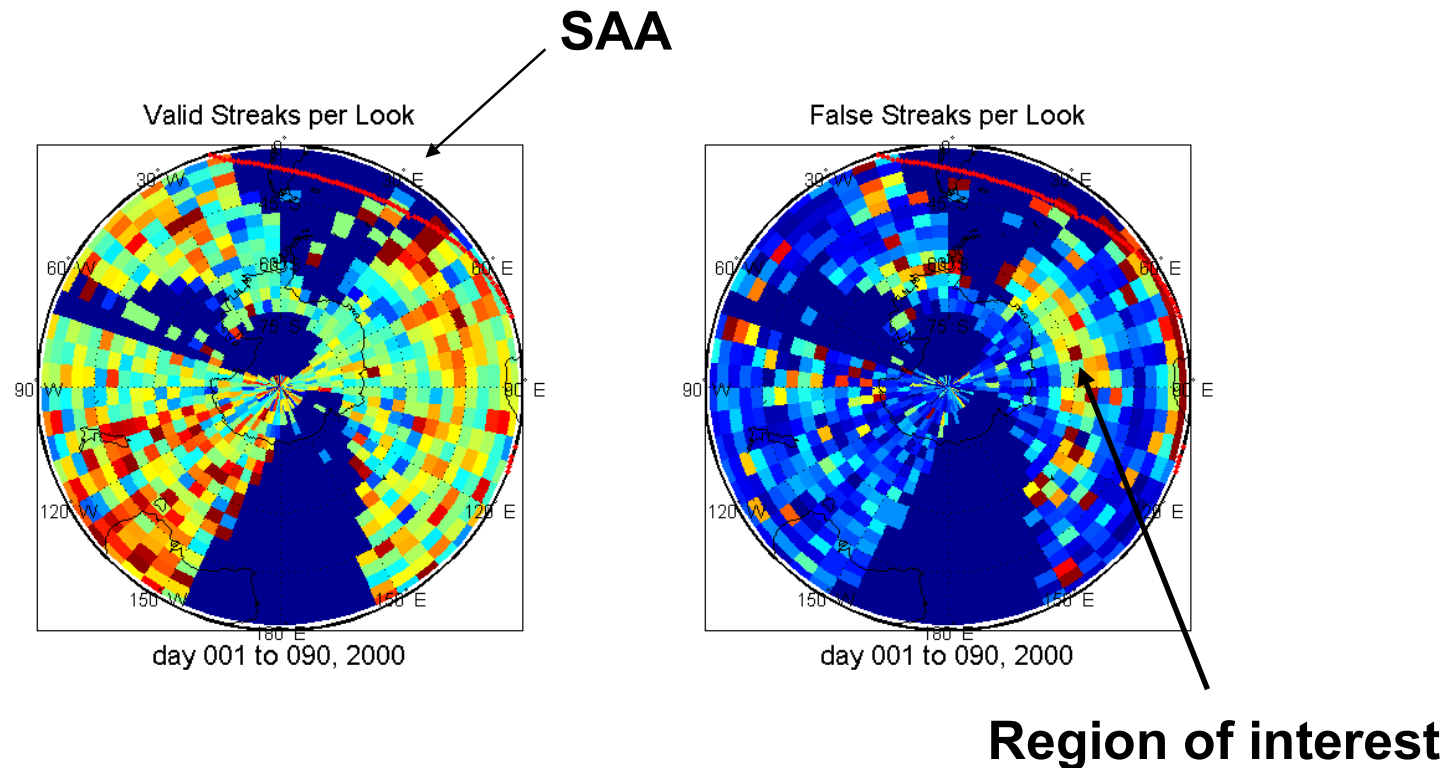 SAA
Valid Streaks per Look
0°
30° W
30° E
60° W
60° S
60° E
75° S
90° W
90° E
120° W
120° E
150° W
150° E
180° E
day 001 to 090, 2000
False Streaks per Look
0°
30° W
30° E
60° W
60° S
60° E
75° S
90° W
90° E
120° W
120° E
150° W
150° E
180° E
day 001 to 090, 2000
Region of interest